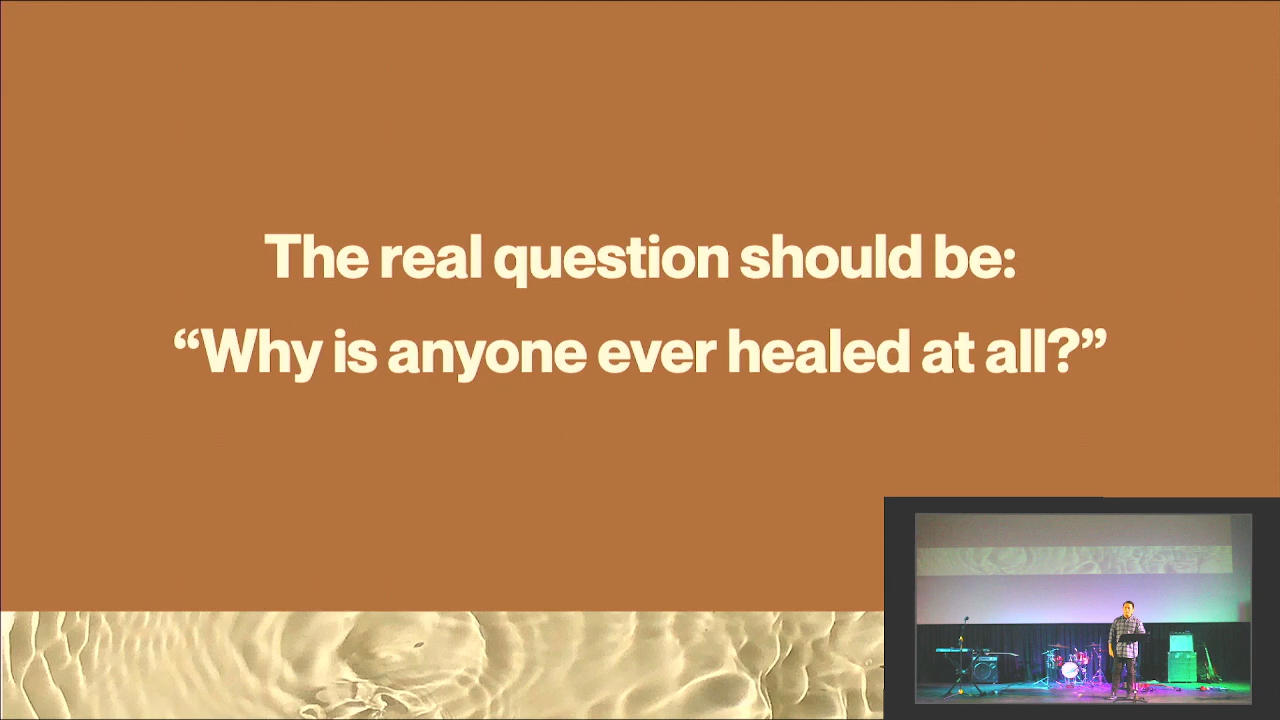 The real question should be:
“Why is anyone ever healed at all?”